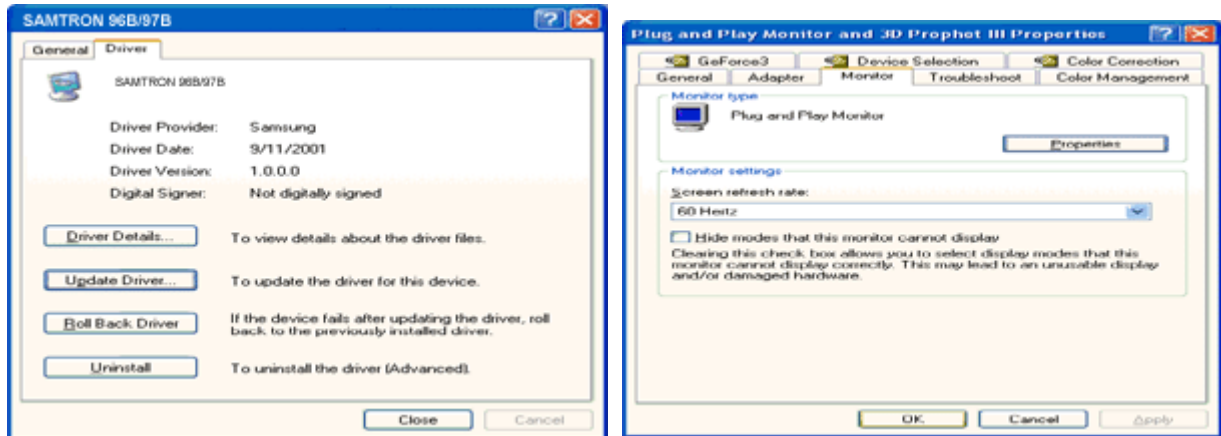 SAMTRON 96B/97B
General Driver
SAMTRON 96B/97B
Driver Provider: Samsung
Driver Date: 9/11/2001
Driver Version: 1.0.0.0
Digital Signer: Not digitally signed
Driver Details... To view details about the driver files.
Update Driver... To update the driver for this device.
Roll Back Driver If the device fails after updating the driver, roll
back to the previously installed driver.
Uninstall To uninstall the driver (Advanced).
Close Cancel
Plug and Play Monitor and 3D Prophet III Properties
GeForce3 Device Selection Color Correction
General Adapter Monitor Troubleshoot Color Management
Monitor type
Plug and Play Monitor
Properties
Monitor settings
Screen refresh rate:
60 Hertz
Hide modes that this monitor cannot display
Clearing this check box allows you to select display modes that this
monitor cannot display correctly. This may lead to an unusable display
and/or damaged hardware.
OK Cancel Apply